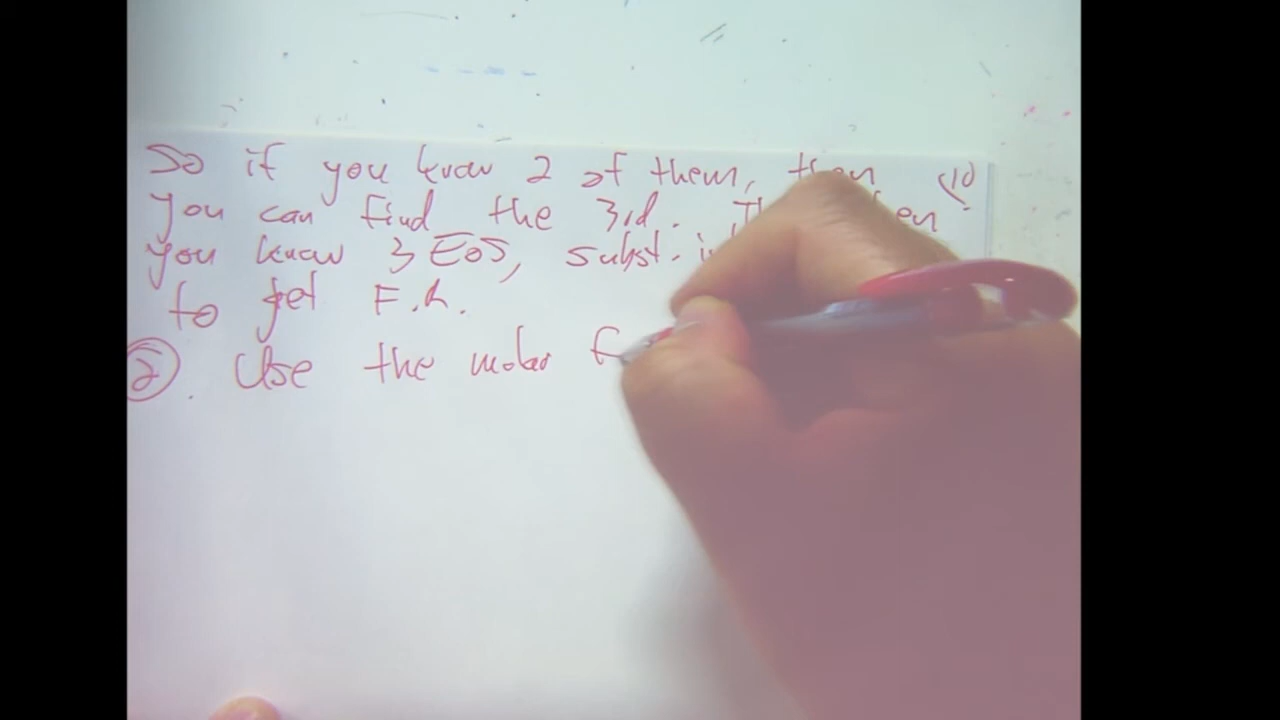 So if you know 2 of them, then
you can find the 3rd.
you know 3 EoS, subst.
to get F.R.
②. Use the molar